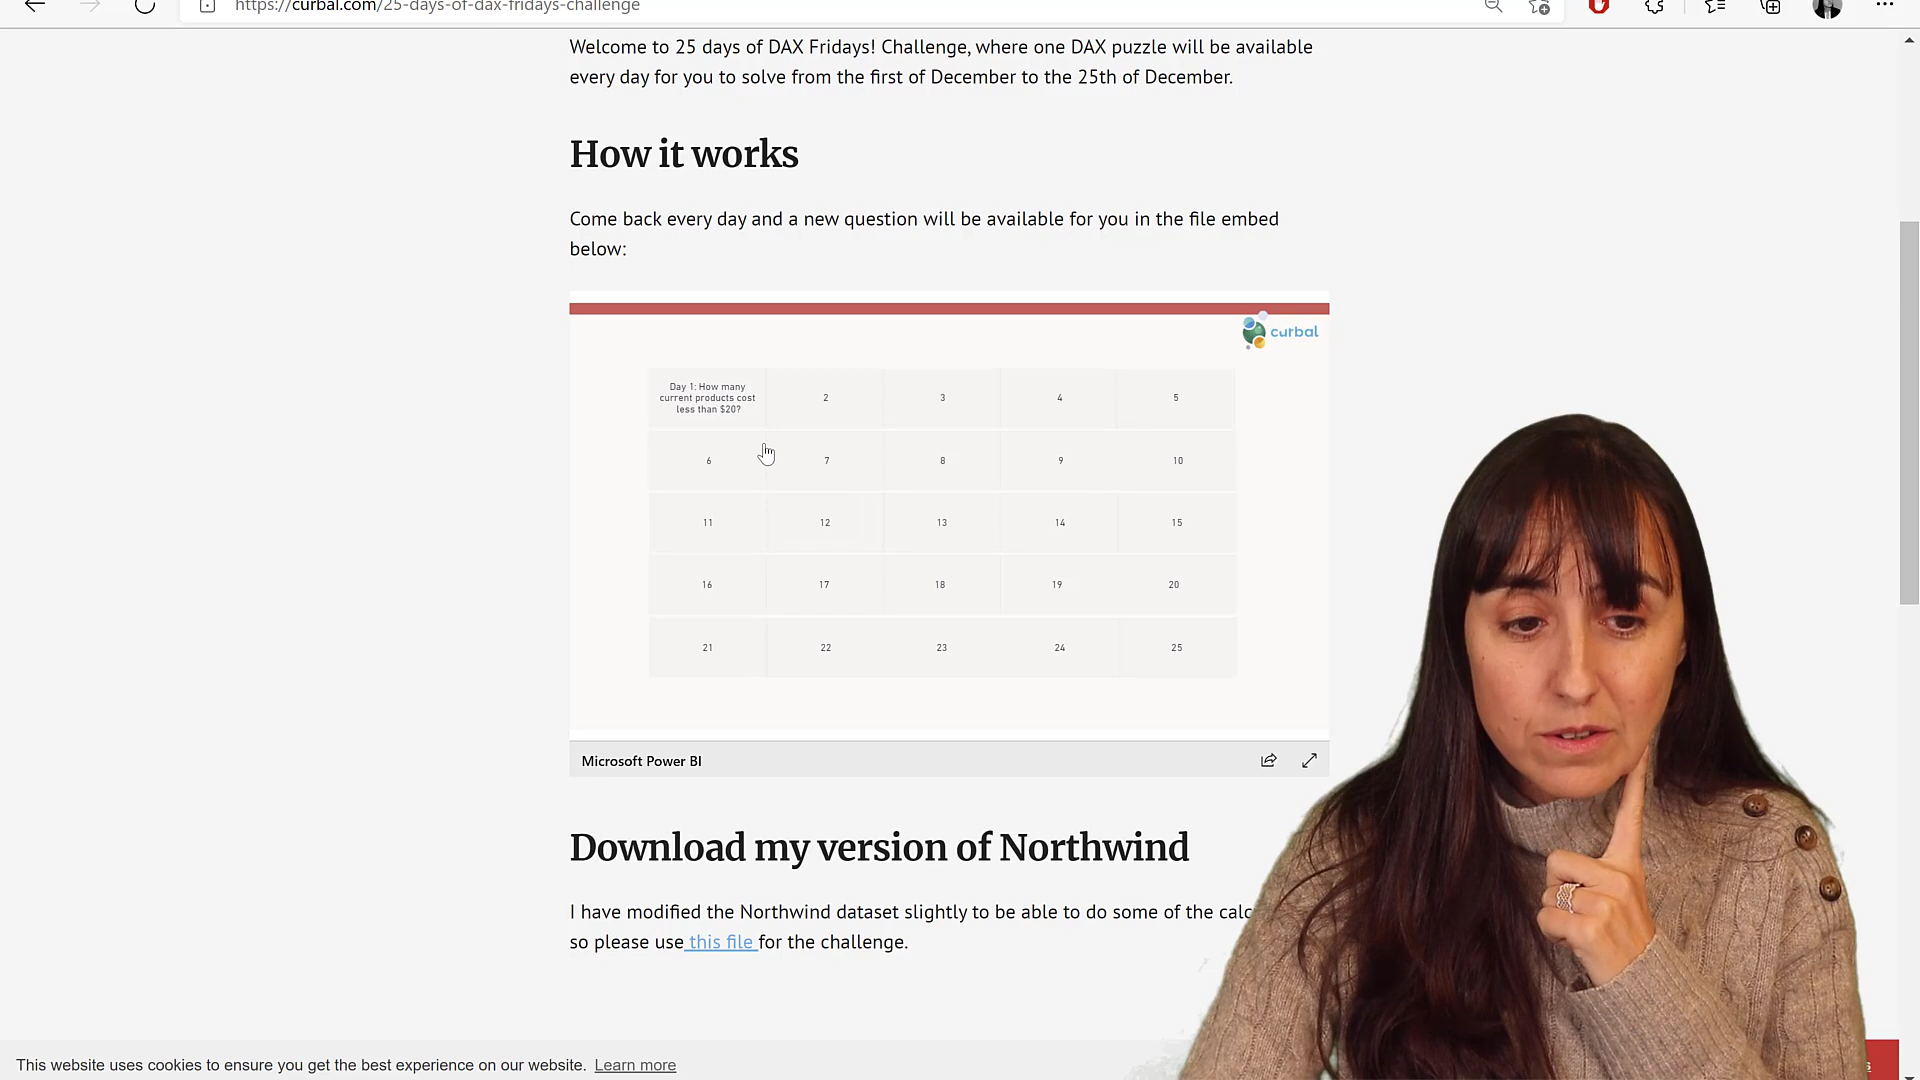 https://curbal.com/25-days-of-dax-fridays-challenge
Welcome to 25 days of DAX Fridays! Challenge, where one DAX puzzle will be available
every day for you to solve from the first of December to the 25th of December.
How it works
Come back every day and a new question will be available for you in the file embed
below:
curbal
Day 1: How many
current products cost
less than $20?
2
3
4
5
6
7
8
9
10
11
12
13
14
15
16
17
18
19
20
21
22
23
24
25
Microsoft Power BI
Download my version of Northwind
I have modified the Northwind dataset slightly to be able to do some of the
so please use this file for the challenge.
This website uses cookies to ensure you get the best experience on our website. Learn more